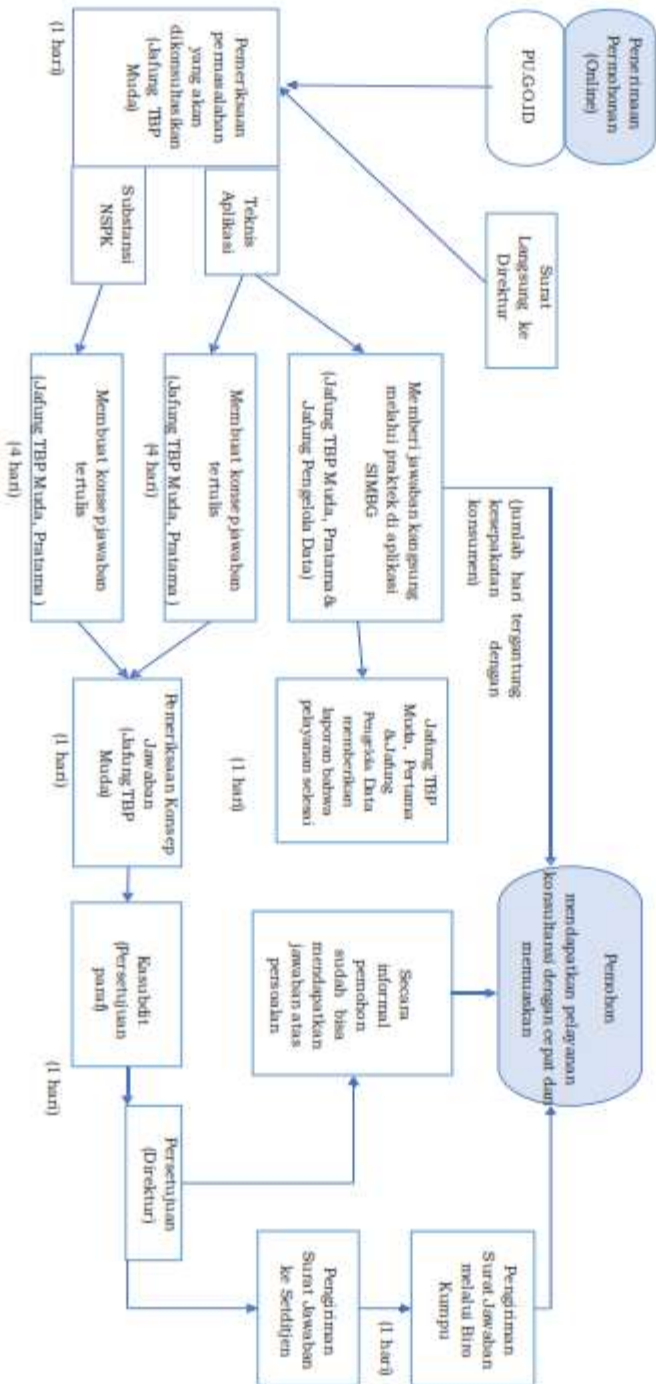 Penerimaan
Permohonan
(Online)
PU.GO.ID
Surat
Langsung ke
Direktur
Pemeriksaan
permasalahan
yang akan
dikonsultasikan
(Jafung TBP
Muda)
(1 hari)
Teknis
Aplikasi
Substansi
NSPK
Memberi jawaban kangsung
melalui praktek di aplikasi
SIMBG
(Jafung TBP Muda, Pratama &
Jafung Pengelola Data)
(jumlah hari tergantung
kesepakatan dengan
konsumen)
Membuat konsep jawaban
tertulis
(Jafung TBP Muda, Pratama )
(4 hari)
Membuat konsep jawaban
tertulis
(Jafung TBP Muda, Pratama )
(4 hari)
Jafung TBP
Muda, Pertama
&Jafung
Pengelola Data
memberikan
laporan bahwa
pelayanan selesai
(1 hari)
Pemeriksaan Konsep
Jawaban
(Jafung TBP
Muda)
(1 hari)
Kasubdit
(Persetujuan
paraf)
(1 hari)
Persetujuan
(Direktur)
Secara
informal
pemohon
sudah bisa
mendapatkan
jawaban atas
persoalan
Pemohon
mendapatkan pelayanan
konsultansi dengan cepat dan
memuaskan
Pengiriman
Surat Jawaban
ke Setditjen
Pengiriman
Surat Jawaban
melalui Biro
Kumpu
(1 hari)